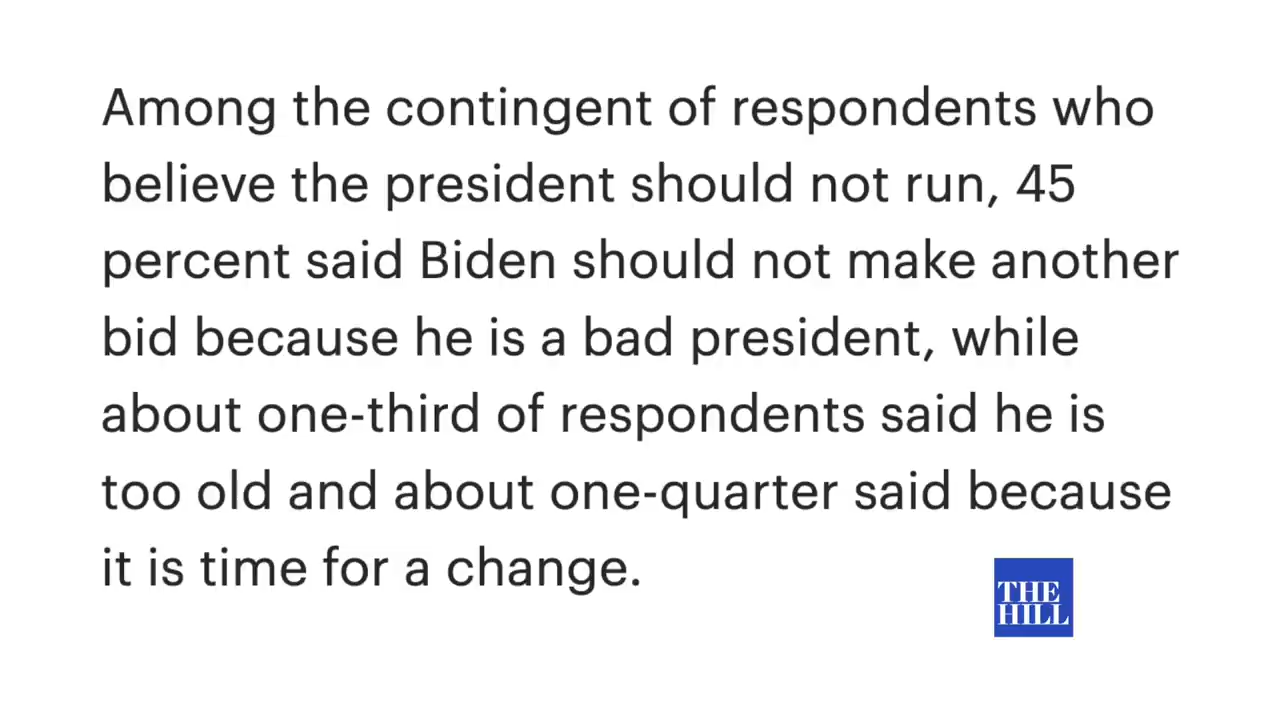 Among the contingent of respondents who
believe the president should not run, 45
percent said Biden should not make another
bid because he is a bad president, while
about one-third of respondents said he is
too old and about one-quarter said because
it is time for a change.
THE
HILL